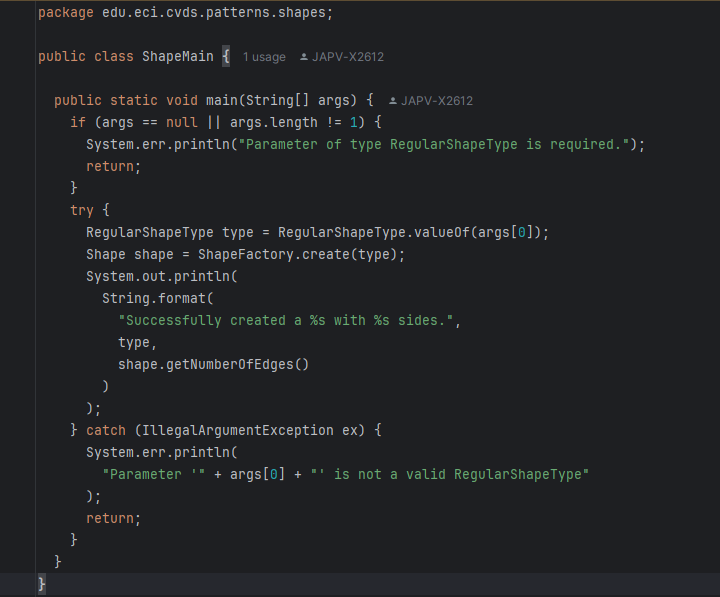 package edu.eci.cvds.patterns.shapes;
public class ShapeMain { 1 usage JAPV-X2612
public static void main(String[] args) { JAPV-X2612
if (args == null || args.length != 1) {
System.err.println("Parameter of type RegularShapeType is required.");
return;
}
try {
RegularShapeType type = RegularShapeType.valueOf(args[0]);
Shape shape = ShapeFactory.create(type);
System.out.println(
String.format(
"Successfully created a %s with %s sides.",
type,
shape.getNumberOfEdges()
)
);
} catch (IllegalArgumentException ex) {
System.err.println(
"Parameter '" + args[0] + "' is not a valid RegularShapeType"
);
return;
}
}
}